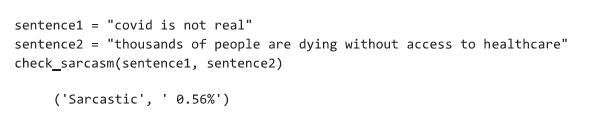 sentence1 = "covid is not real"
sentence2 = "thousands of people are dying without access to healthcare"
check_sarcasm(sentence1, sentence2)
('Sarcastic', ' 0.56%')